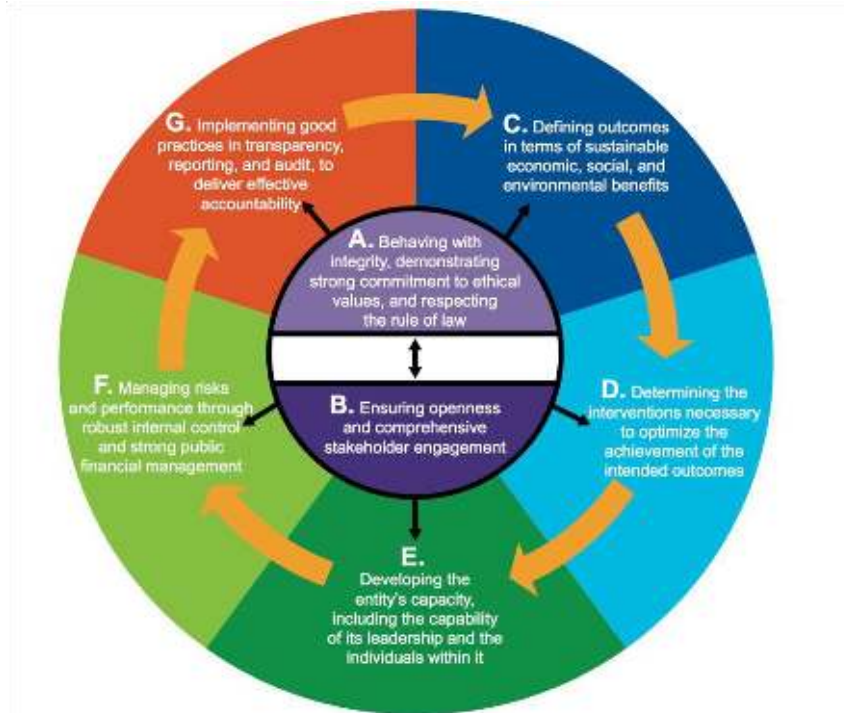 G. Implementing good
practices in transparency,
reporting, and audit, to
deliver effective
accountability
C. Defining outcomes
in terms of sustainable
economic, social, and
environmental benefits
A. Behaving with
integrity, demonstrating
strong commitment to ethical
values, and respecting
the rule of law
F. Managing risks
and performance through
robust internal control
and strong public
financial management
B. Ensuring openness
and comprehensive
stakeholder engagement
D. Determining the
interventions necessary
to optimize the
achievement of the
intended outcomes
E.
Developing the
entity's capacity,
including the capability
of its leadership and the
individuals within it